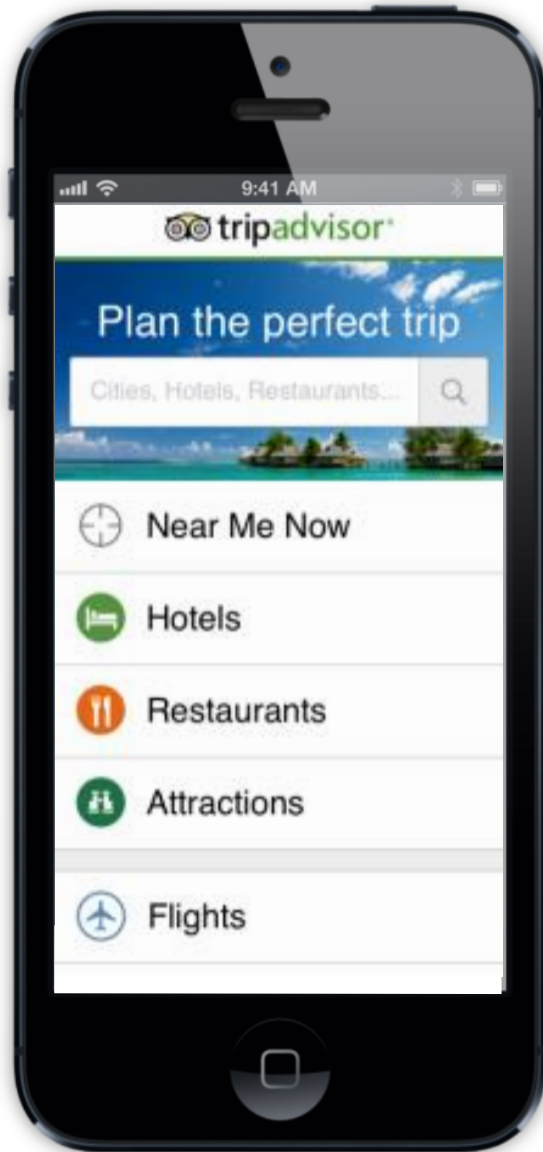 9:41 AM
tripadvisor
Plan the perfect trip
Cities, Hotels, Restaurants...
Near Me Now
Hotels
Restaurants
Attractions
Flights